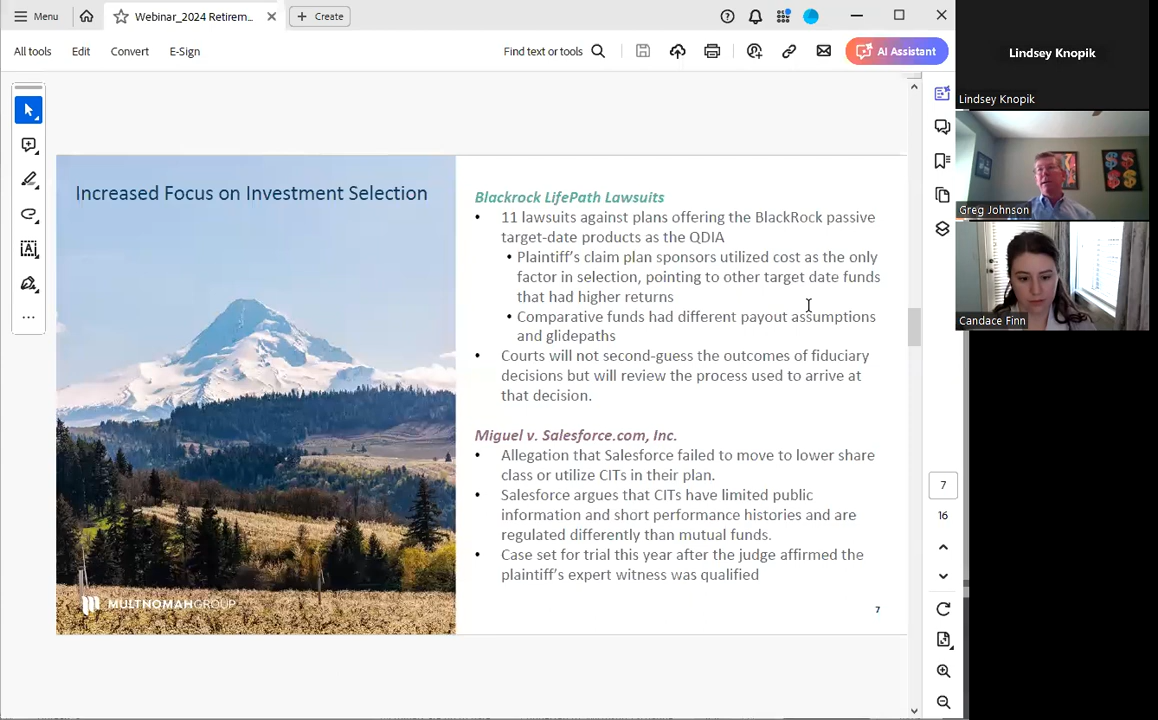 Menu
Webinar_2024 Retirem...
Create
All tools
Edit
Convert
E-Sign
Find text or tools
AI Assistant
Lindsey Knopik
Lindsey Knopik
Greg Johnson
Candace Finn
Increased Focus on Investment Selection
MULTNOMAHGROUP
Blackrock LifePath Lawsuits
• 11 lawsuits against plans offering the BlackRock passive
target-date products as the QDIA
• Plaintiff's claim plan sponsors utilized cost as the only
factor in selection, pointing to other target date funds
that had higher returns
• Comparative funds had different payout assumptions
and glidepaths
• Courts will not second-guess the outcomes of fiduciary
decisions but will review the process used to arrive at
that decision.
Miguel v. Salesforce.com, Inc.
• Allegation that Salesforce failed to move to lower share
class or utilize CITs in their plan.
• Salesforce argues that CITs have limited public
information and short performance histories and are
regulated differently than mutual funds.
• Case set for trial this year after the judge affirmed the
plaintiff's expert witness was qualified
7
7
16